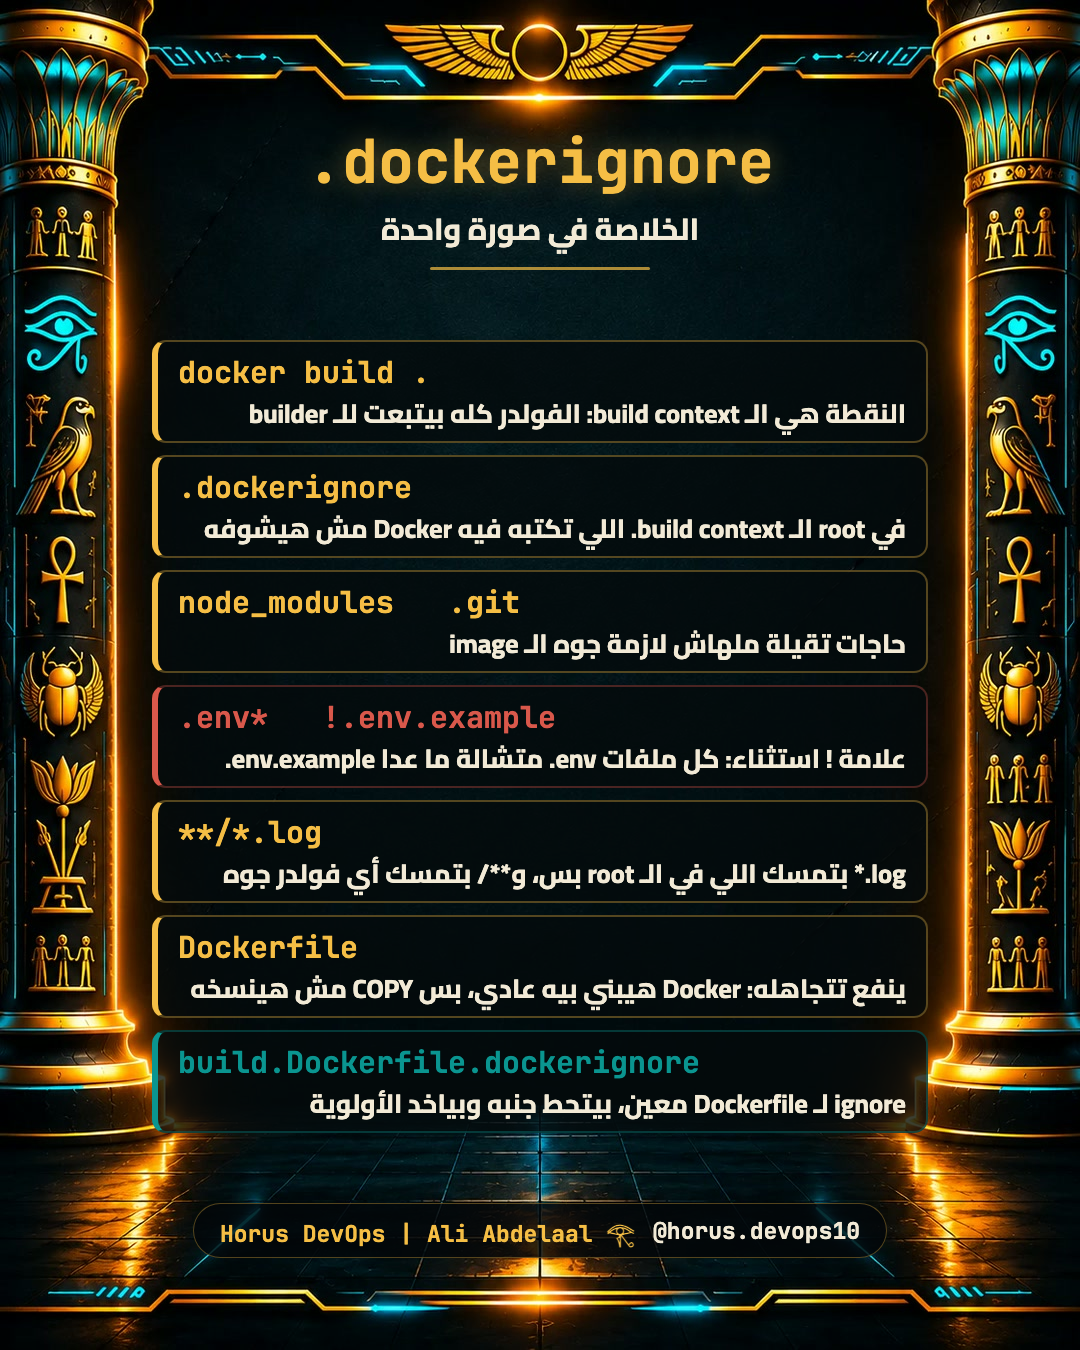 .dockerignore
الخلاصة في صورة واحدة
docker build .
النقطة هي الـ build context: الفولدر كله بيتبعت للـ builder
.dockerignore
في root الـ build context. اللي تكتبه فيه Docker مش هيشوفه
node_modules .git
حاجات تقيلة ملهاش لازمة جوه الـ image
.env* !.env.example
علامة ! استثناء: كل ملفات env. متشالة ما عدا env.example.
**/*.log
*.log بتمسك اللي في الـ root بس، و**/ بتمسك أي فولدر جوه
Dockerfile
ينفع تتجاهله: Docker هيبني بيه عادي، بس COPY مش هينسخه
build.Dockerfile.dockerignore
ignore لـ Dockerfile معين، بيتحط جنبه وبياخد الأولوية
Horus DevOps | Ali Abdelaal @horus.devops10